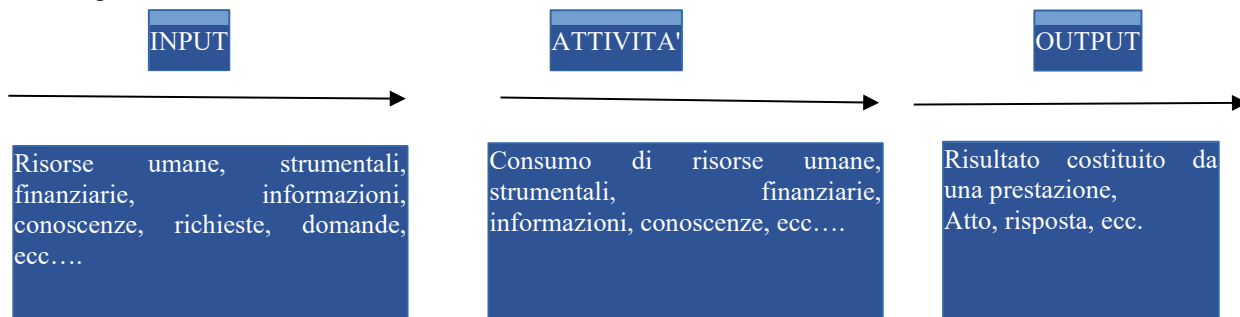 INPUT
ATTIVITA'
OUTPUT
Risorse umane, strumentali,
finanziarie, informazioni,
conoscenze, richieste, domande,
ecc….
Consumo di risorse umane,
strumentali, finanziarie,
informazioni, conoscenze, ecc….
Risultato costituito da
una prestazione,
Atto, risposta, ecc.